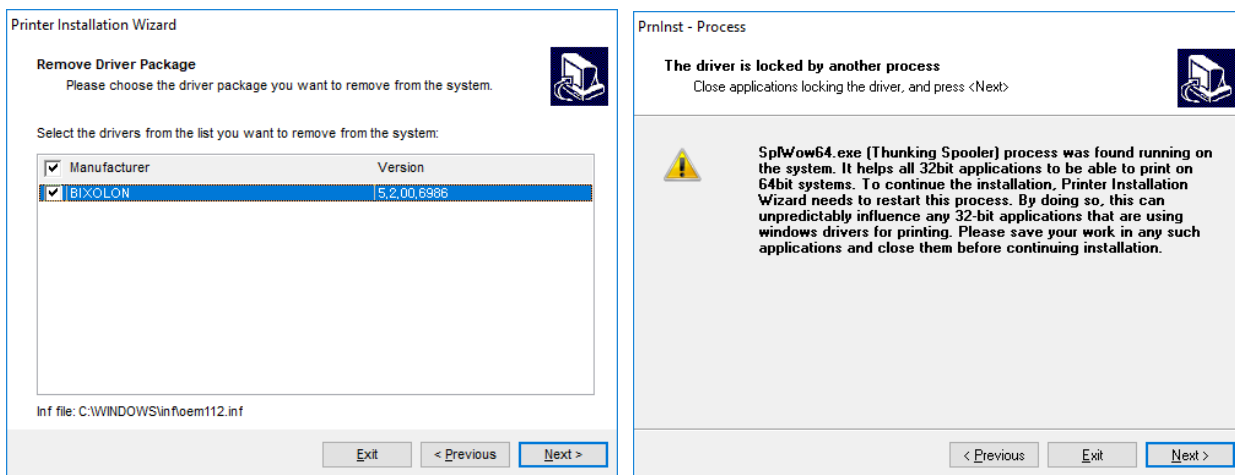 Printer Installation Wizard
Remove Driver Package
Please choose the driver package you want to remove from the system.
Select the drivers from the list you want to remove from the system:
Manufacturer Version
BIXOLON 5,2,00,6986
Inf file: C:\WINDOWS\inf\oem112.inf
Exit < Previous Next >
PrnInst - Process
The driver is locked by another process
Close applications locking the driver, and press <Next>
SplWow64.exe (Thunking Spooler) process was found running on
the system. It helps all 32bit applications to be able to print on
64bit systems. To continue the installation, Printer Installation
Wizard needs to restart this process. By doing so, this can
unpredictably influence any 32-bit applications that are using
windows drivers for printing. Please save your work in any such
applications and close them before continuing installation.
< Previous Exit Next >